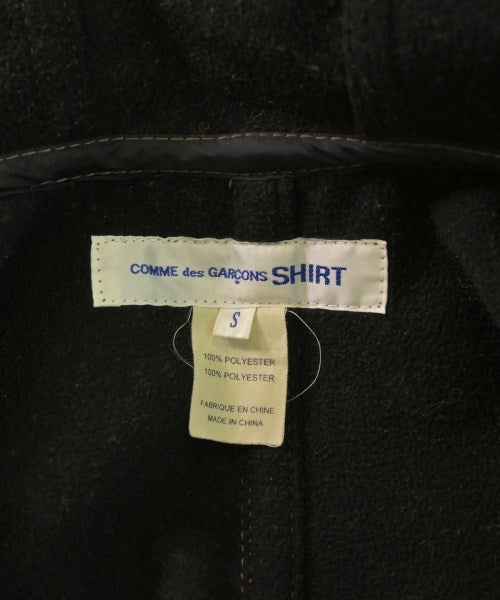 COMME des GARÇONS SHIRT
S
100% POLYESTER
100% POLYESTER
FABRIQUE EN CHINE
MADE IN CHINA